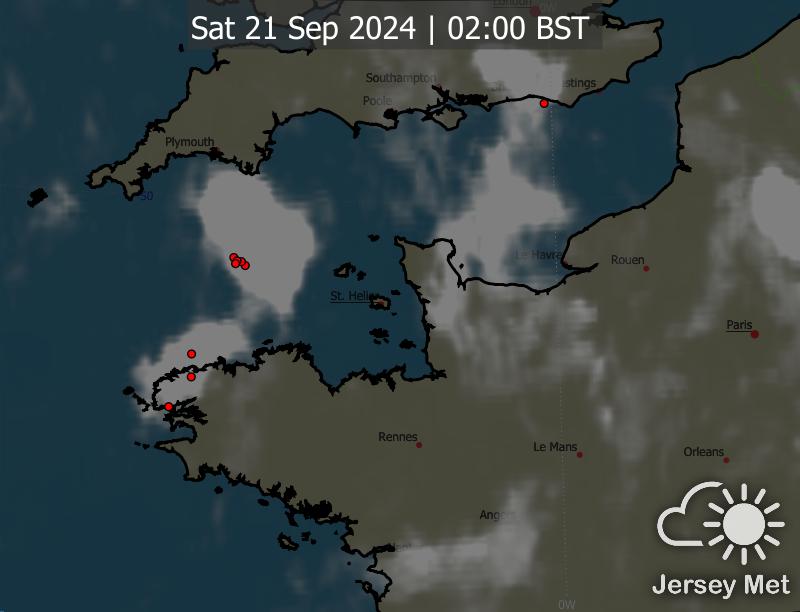 London
0W
Sat 21 Sep 2024 | 02:00 BST
Southampton
stings
Poole
Plymouth
50
Le Havre
Rouen
St. Helier
Paris
Rennes
Le Mans
Orleans
Angers
0W
Jersey Met